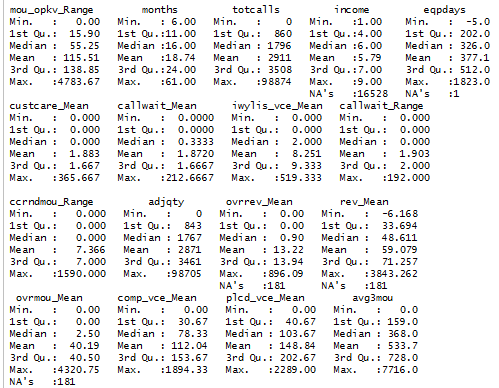 mou_opkv_Range months totcalls income eqpdays
Min. : 0.00 Min. : 6.00 Min. : 0 Min. :1.00 Min. : -5.0
1st Qu.: 15.90 1st Qu.:11.00 1st Qu.: 860 1st Qu.:4.00 1st Qu.: 202.0
Median : 55.25 Median :16.00 Median : 1796 Median :6.00 Median : 326.0
Mean : 115.51 Mean :18.74 Mean : 2911 Mean :5.79 Mean : 377.1
3rd Qu.: 138.85 3rd Qu.:24.00 3rd Qu.: 3508 3rd Qu.:7.00 3rd Qu.: 512.0
Max. :4783.67 Max. :61.00 Max. :98874 Max. :9.00 Max. :1823.0
NA's :16528 NA's :1
custcare_Mean callwait_Mean iwylis_vce_Mean callwait_Range
Min. : 0.000 Min. : 0.0000 Min. : 0.000 Min. : 0.000
1st Qu.: 0.000 1st Qu.: 0.0000 1st Qu.: 0.000 1st Qu.: 0.000
Median : 0.000 Median : 0.3333 Median : 2.000 Median : 0.000
Mean : 1.883 Mean : 1.8720 Mean : 8.251 Mean : 1.903
3rd Qu.: 1.667 3rd Qu.: 1.6667 3rd Qu.: 9.333 3rd Qu.: 2.000
Max. :365.667 Max. :212.6667 Max. :519.333 Max. :192.000
ccrndmou_Range adjqty ovrrev_Mean rev_Mean
Min. : 0.000 Min. : 0 Min. : 0.00 Min. : -6.168
1st Qu.: 0.000 1st Qu.: 843 1st Qu.: 0.00 1st Qu.: 33.694
Median : 0.000 Median : 1767 Median : 0.90 Median : 48.611
Mean : 7.366 Mean : 2871 Mean : 13.22 Mean : 59.079
3rd Qu.: 7.000 3rd Qu.: 3461 3rd Qu.: 13.94 3rd Qu.: 71.257
Max. :1590.000 Max. :98705 Max. :896.09 Max. :3843.262
NA's :181 NA's :181
ovrmou_Mean comp_vce_Mean plcd_vce_Mean avg3mou
Min. : 0.00 Min. : 0.00 Min. : 0.00 Min. : 0.0
1st Qu.: 0.00 1st Qu.: 30.67 1st Qu.: 40.67 1st Qu.: 159.0
Median : 2.50 Median : 78.33 Median : 103.67 Median : 368.0
Mean : 40.19 Mean : 112.04 Mean : 148.84 Mean : 533.7
3rd Qu.: 40.50 3rd Qu.: 153.67 3rd Qu.: 202.67 3rd Qu.: 728.0
Max. :4320.75 Max. :1894.33 Max. :2289.00 Max. :7716.0
NA's :181